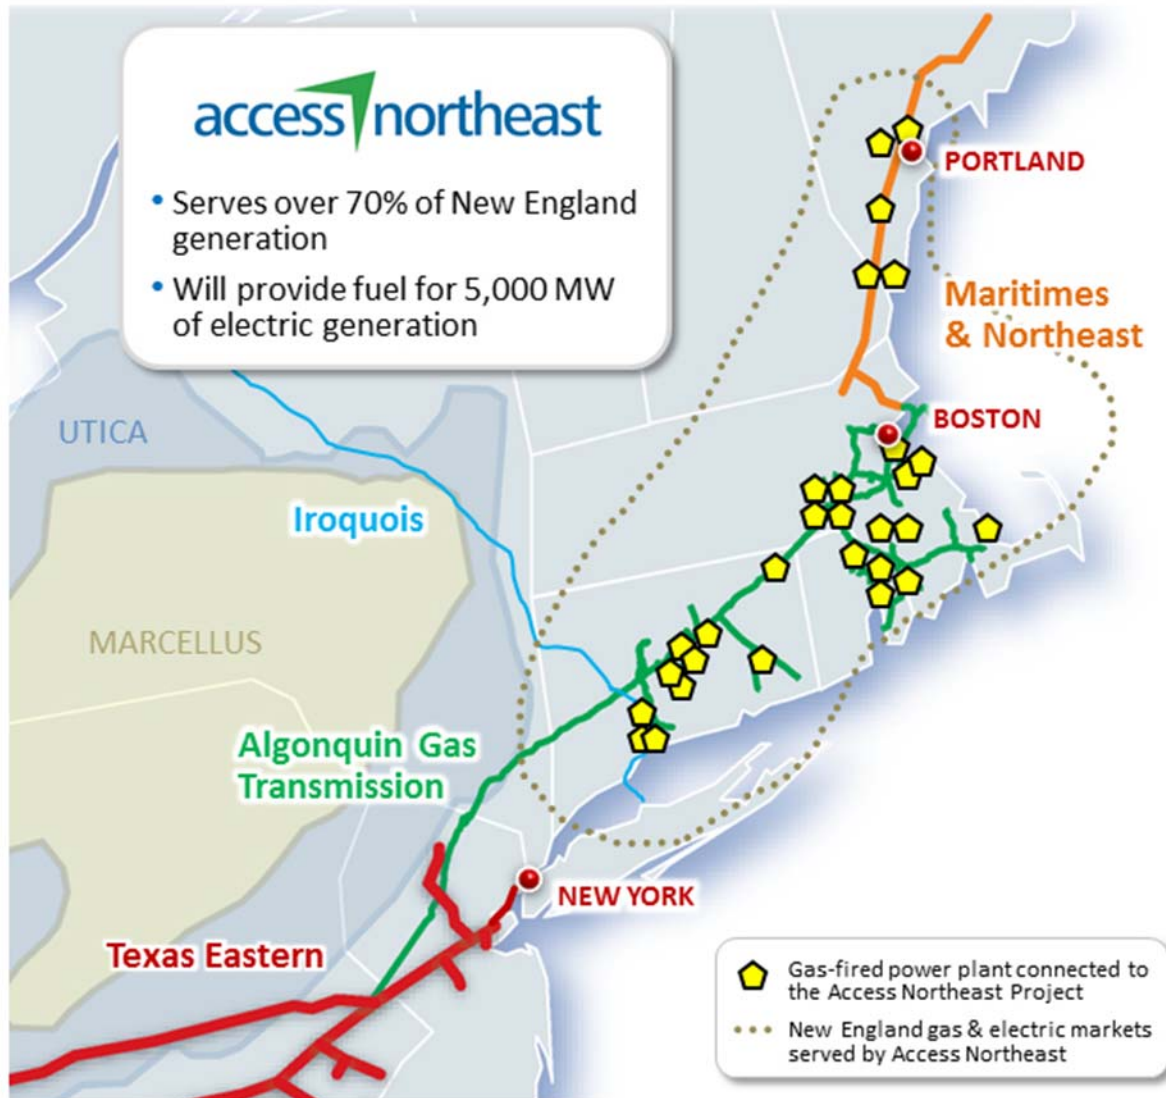 access northeast
• Serves over 70% of New England
generation
• Will provide fuel for 5,000 MW
of electric generation
PORTLAND
Maritimes
& Northeast
BOSTON
UTICA
Iroquois
MARCELLUS
Algonquin Gas
Transmission
NEW YORK
Texas Eastern
Gas-fired power plant connected to
the Access Northeast Project
New England gas & electric markets
served by Access Northeast